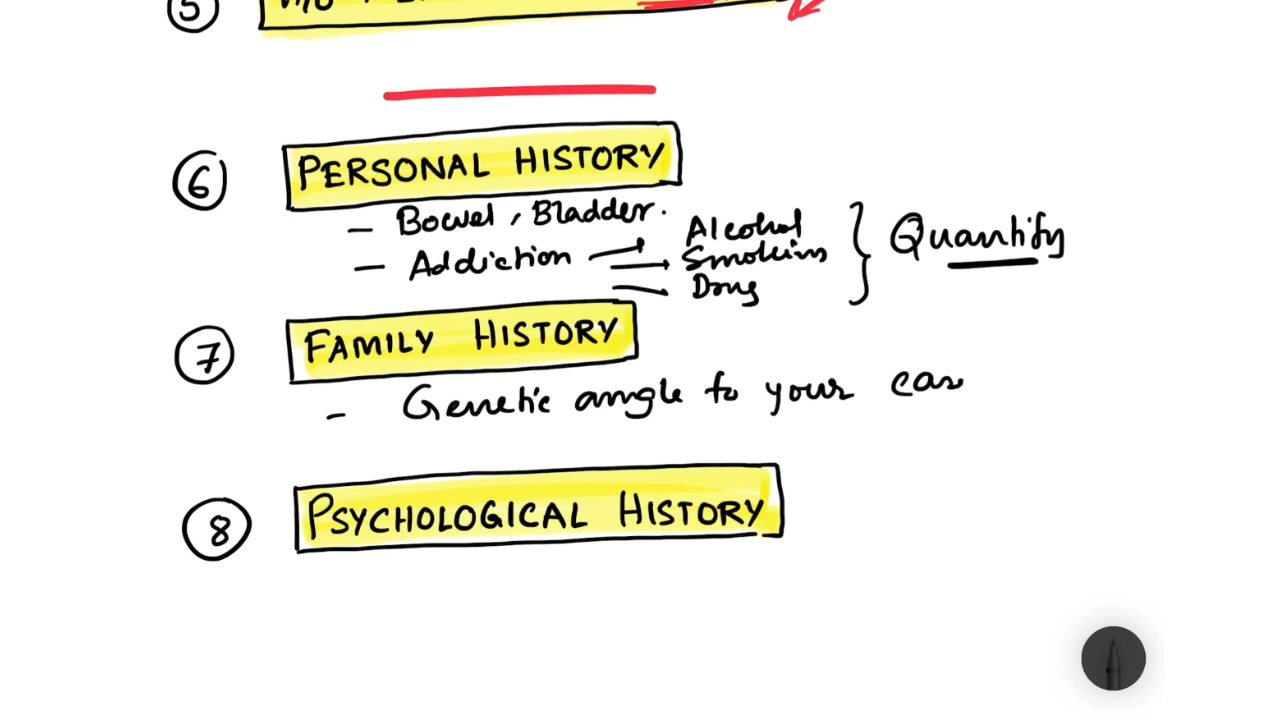 5
6 PERSONAL HISTORY
- Bowel, Bladder.
- Addiction → Alcohol
→ Smoking
→ Drug
} Quantify
7 FAMILY HISTORY
- Genetic angle to your cas
8 PSYCHOLOGICAL HISTORY